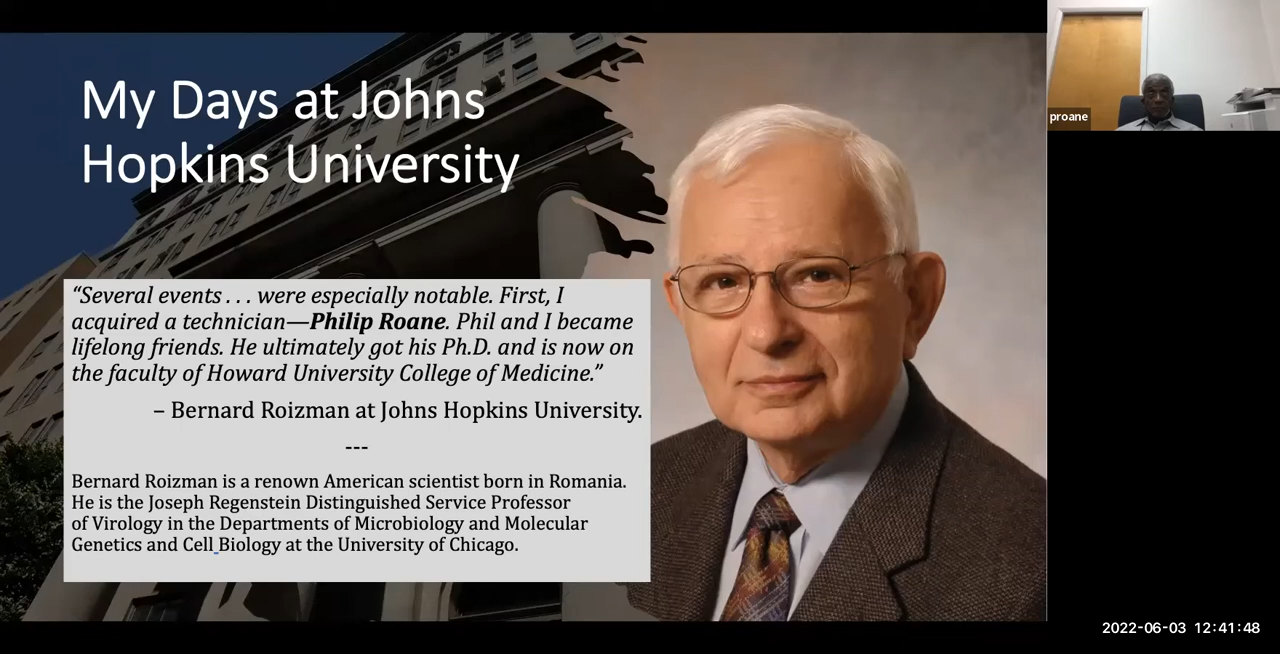 My Days at Johns
Hopkins University
“Several events . . . were especially notable. First, I
acquired a technician—Philip Roane. Phil and I became
lifelong friends. He ultimately got his Ph.D. and is now on
the faculty of Howard University College of Medicine.”
– Bernard Roizman at Johns Hopkins University.
---
Bernard Roizman is a renown American scientist born in Romania.
He is the Joseph Regenstein Distinguished Service Professor
of Virology in the Departments of Microbiology and Molecular
Genetics and Cell Biology at the University of Chicago.
proane
2022-06-03 12:41:48